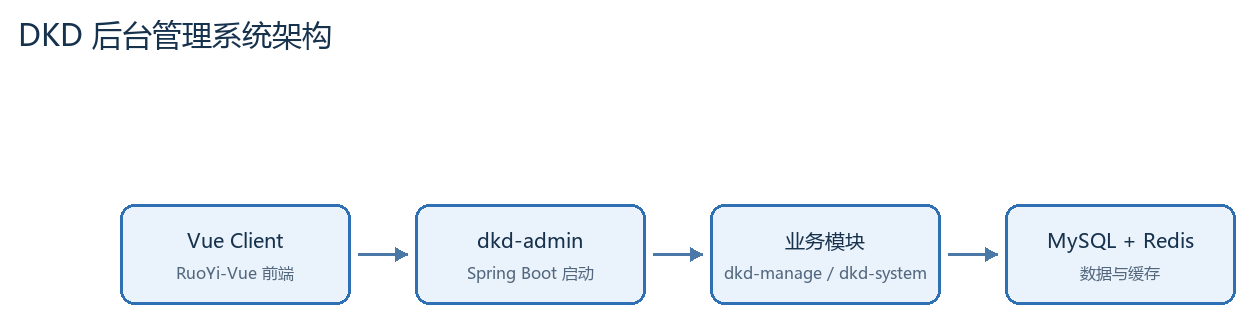 DKD 后台管理系统架构
Vue Client
RuoYi-Vue 前端
dkd-admin
Spring Boot 启动
业务模块
dkd-manage / dkd-system
MySQL + Redis
数据与缓存